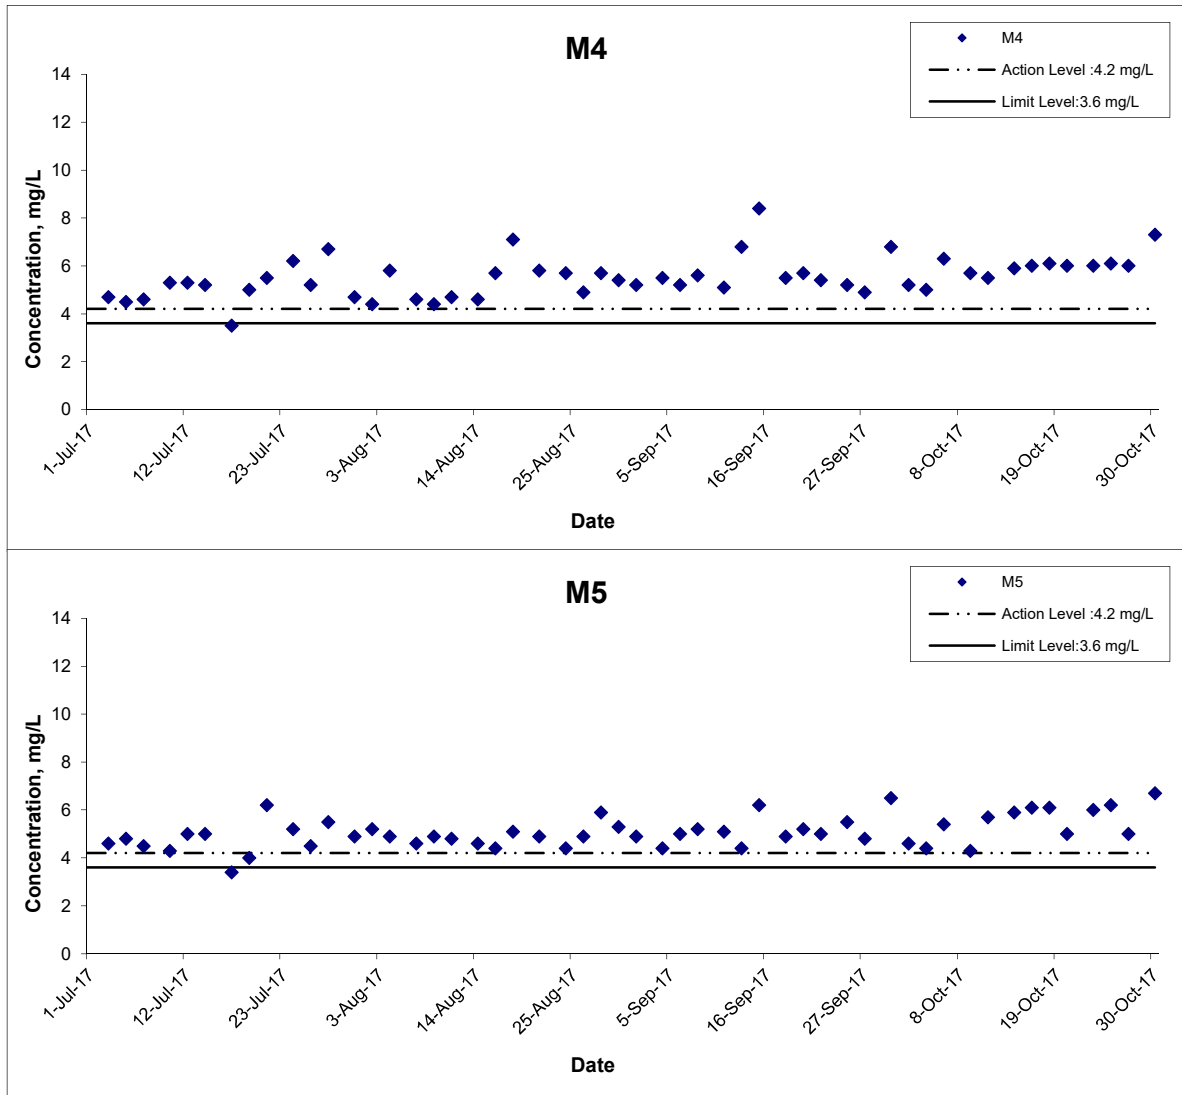 M4
M4
Action Level :4.2 mg/L
Limit Level:3.6 mg/L
Concentration, mg/L
14
12
10
8
6
4
2
0
1-Jul-17
12-Jul-17
23-Jul-17
3-Aug-17
14-Aug-17
25-Aug-17
5-Sep-17
16-Sep-17
27-Sep-17
8-Oct-17
19-Oct-17
30-Oct-17
Date
M5
M5
Action Level :4.2 mg/L
Limit Level:3.6 mg/L
Concentration, mg/L
14
12
10
8
6
4
2
0
1-Jul-17
12-Jul-17
23-Jul-17
3-Aug-17
14-Aug-17
25-Aug-17
5-Sep-17
16-Sep-17
27-Sep-17
8-Oct-17
19-Oct-17
30-Oct-17
Date